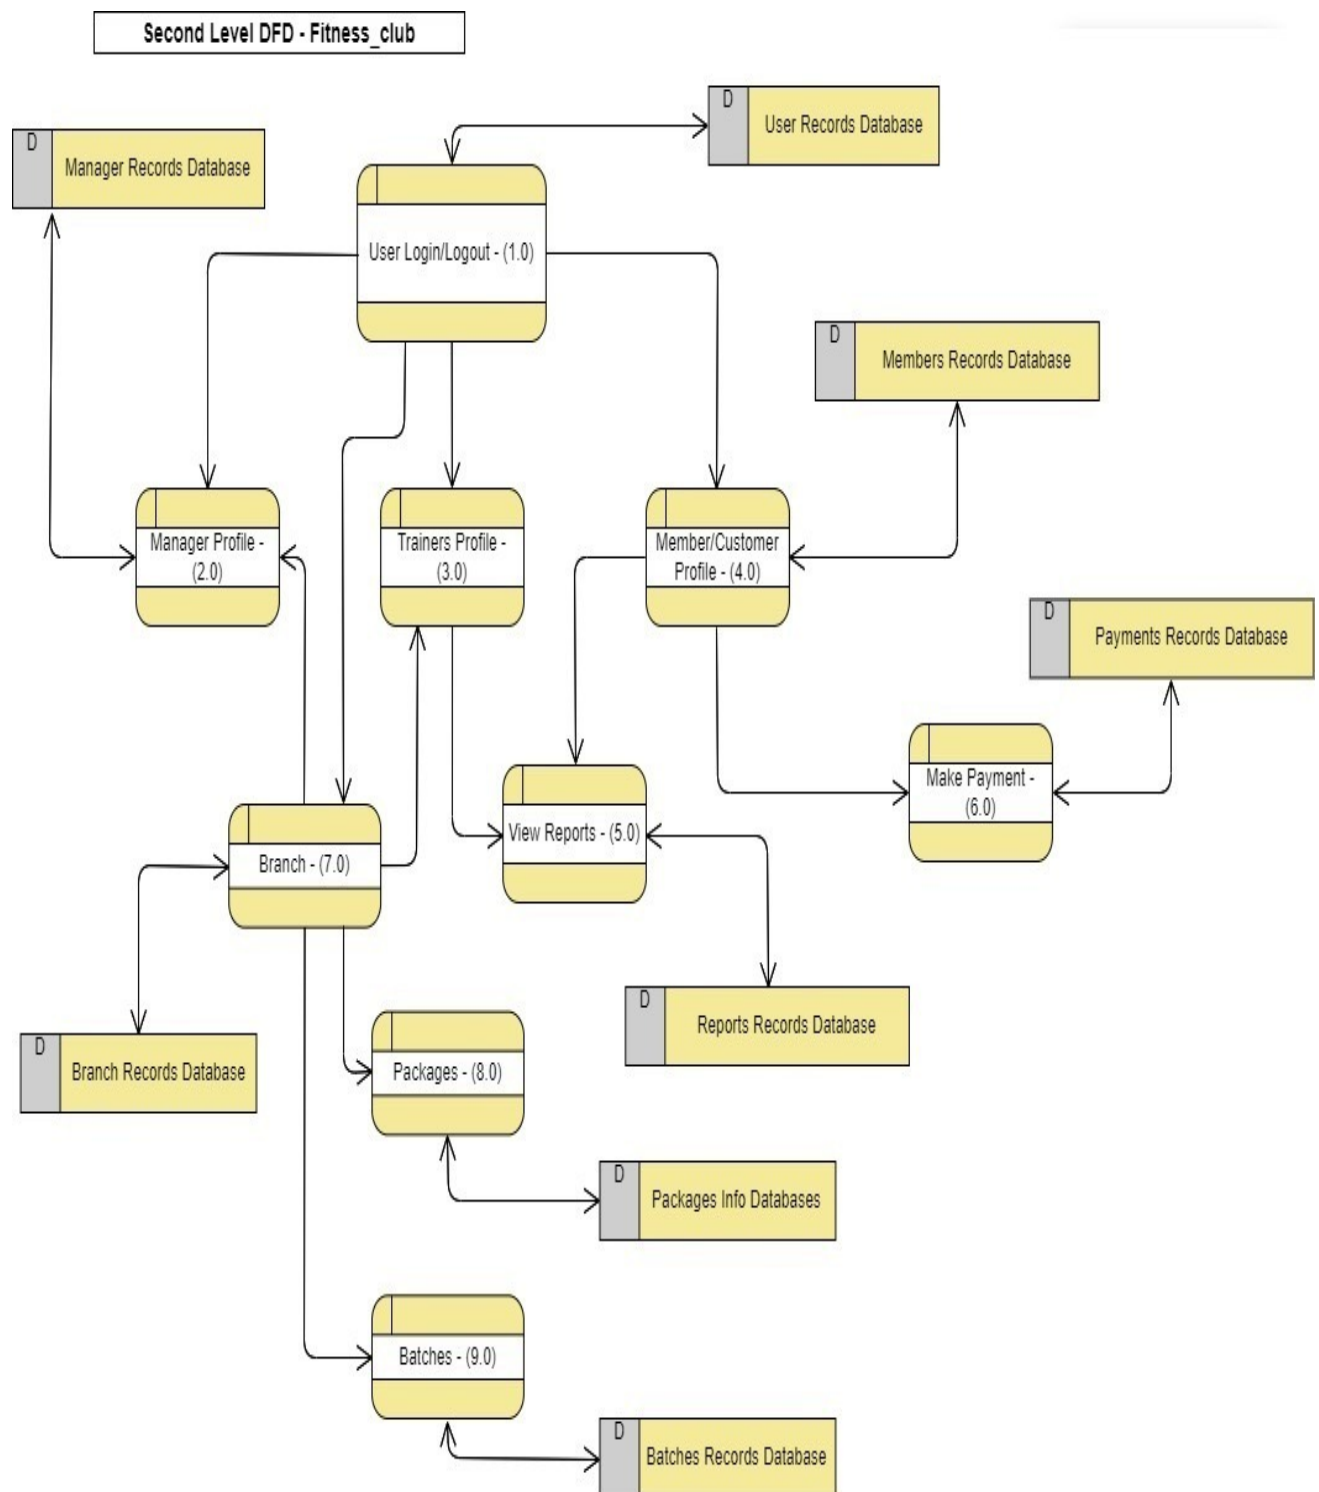 Second Level DFD - Fitness_club
D
User Records Database
D
Manager Records Database
User Login/Logout - (1.0)
D
Members Records Database
Manager Profile -
(2.0)
Trainers Profile -
(3.0)
Member/Customer
Profile - (4.0)
D
Payments Records Database
Make Payment -
(6.0)
View Reports - (5.0)
Branch - (7.0)
D
Reports Records Database
D
Branch Records Database
Packages - (8.0)
D
Packages Info Databases
Batches - (9.0)
D
Batches Records Database